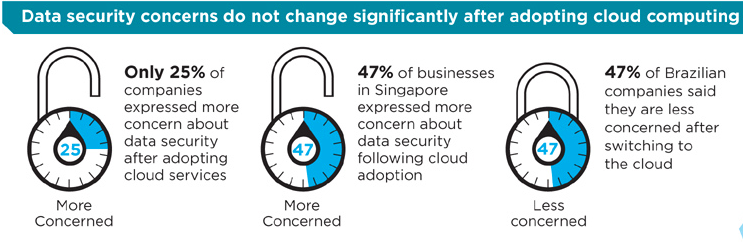 Data security concerns do not change significantly after adopting cloud computing
Only 25% of
companies
expressed more
concern about
data security
after adopting
cloud services
25
More
Concerned
47% of businesses
in Singapore
expressed more
concern about
data security
following cloud
adoption
47
More
Concerned
47% of Brazilian
companies said
they are less
concerned after
switching to
the cloud
47
Less
concerned